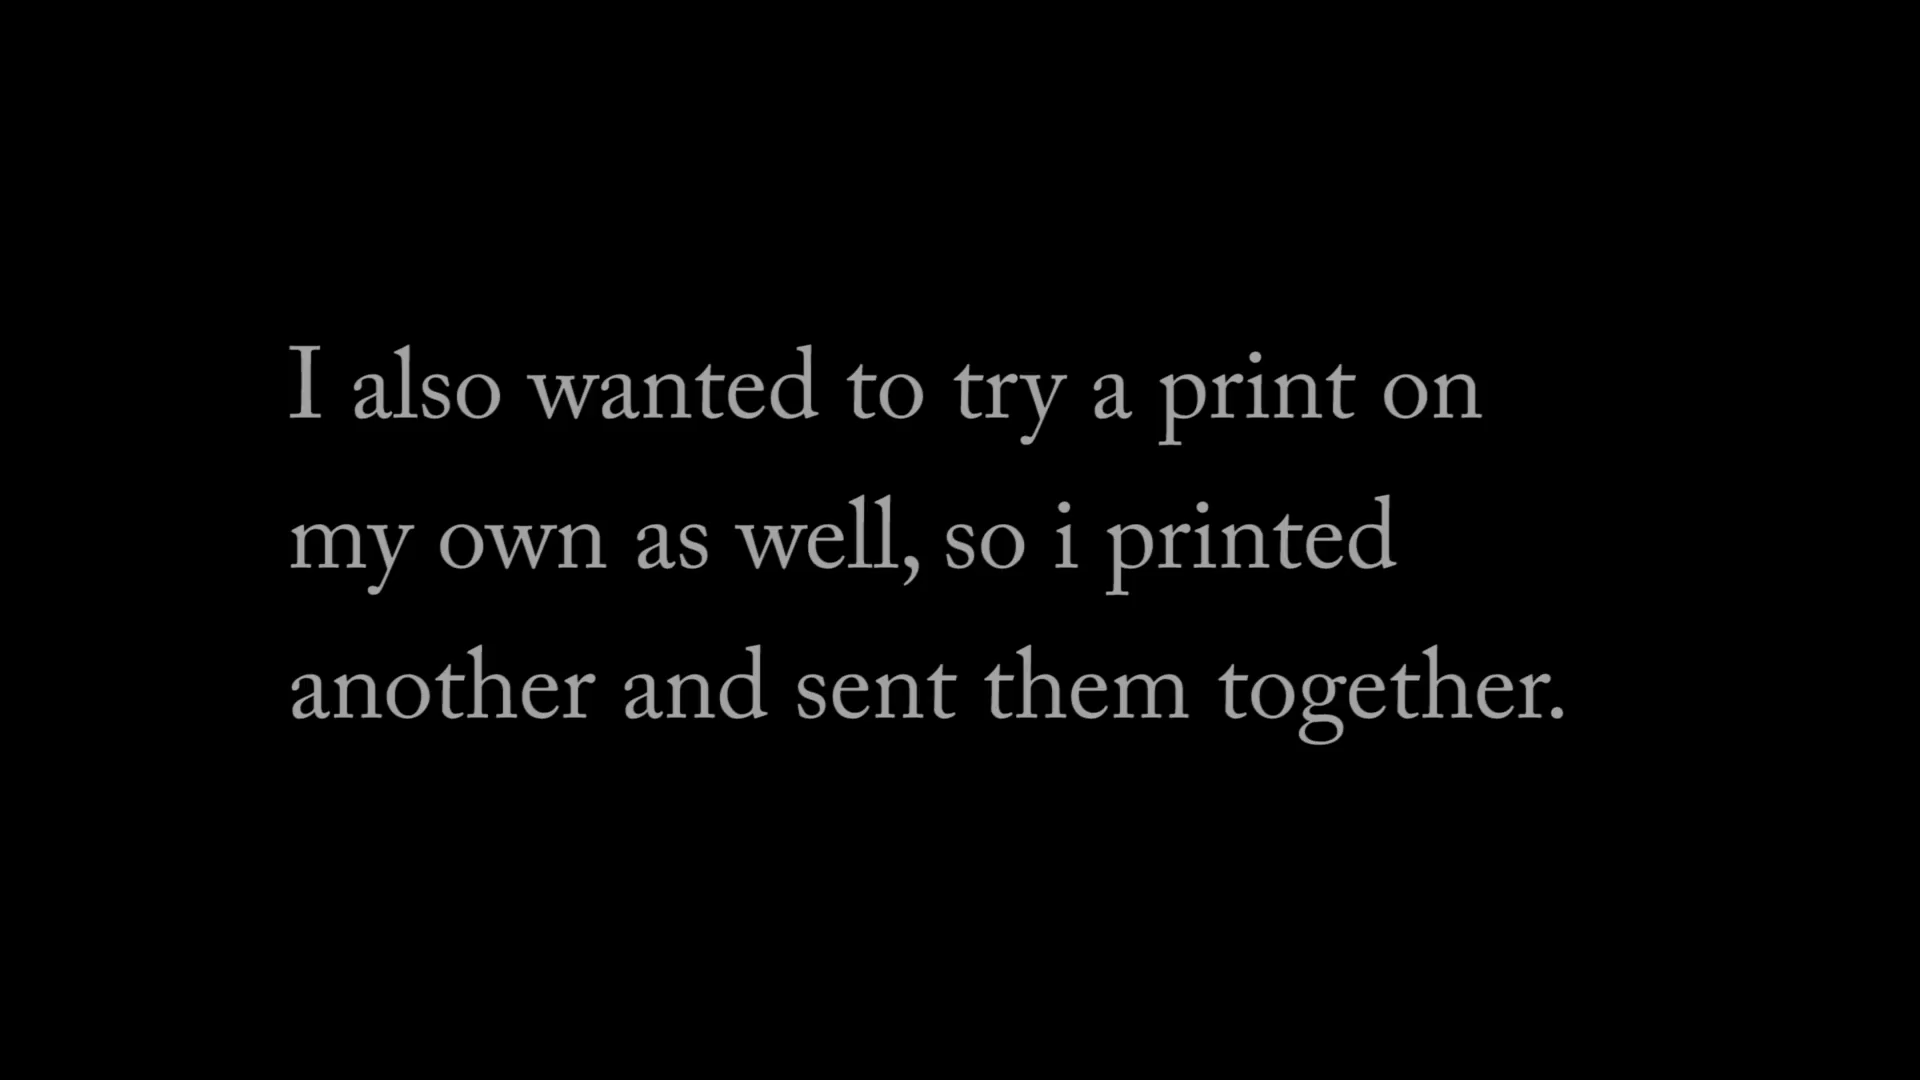 I also wanted to try a print on
my own as well, so i printed
another and sent them together.